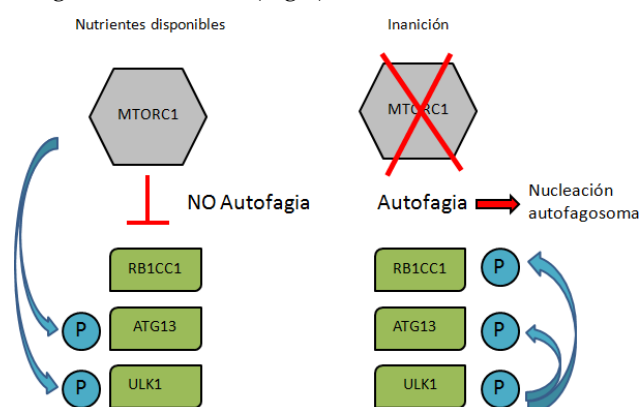 Nutrientes disponibles
MTORC1
NO Autofagia
RB1CC1
P
ATG13
P
ULK1
Inanición
MTORC1
Autofagia
Nucleación
autofagosoma
RB1CC1
P
ATG13
P
ULK1
P